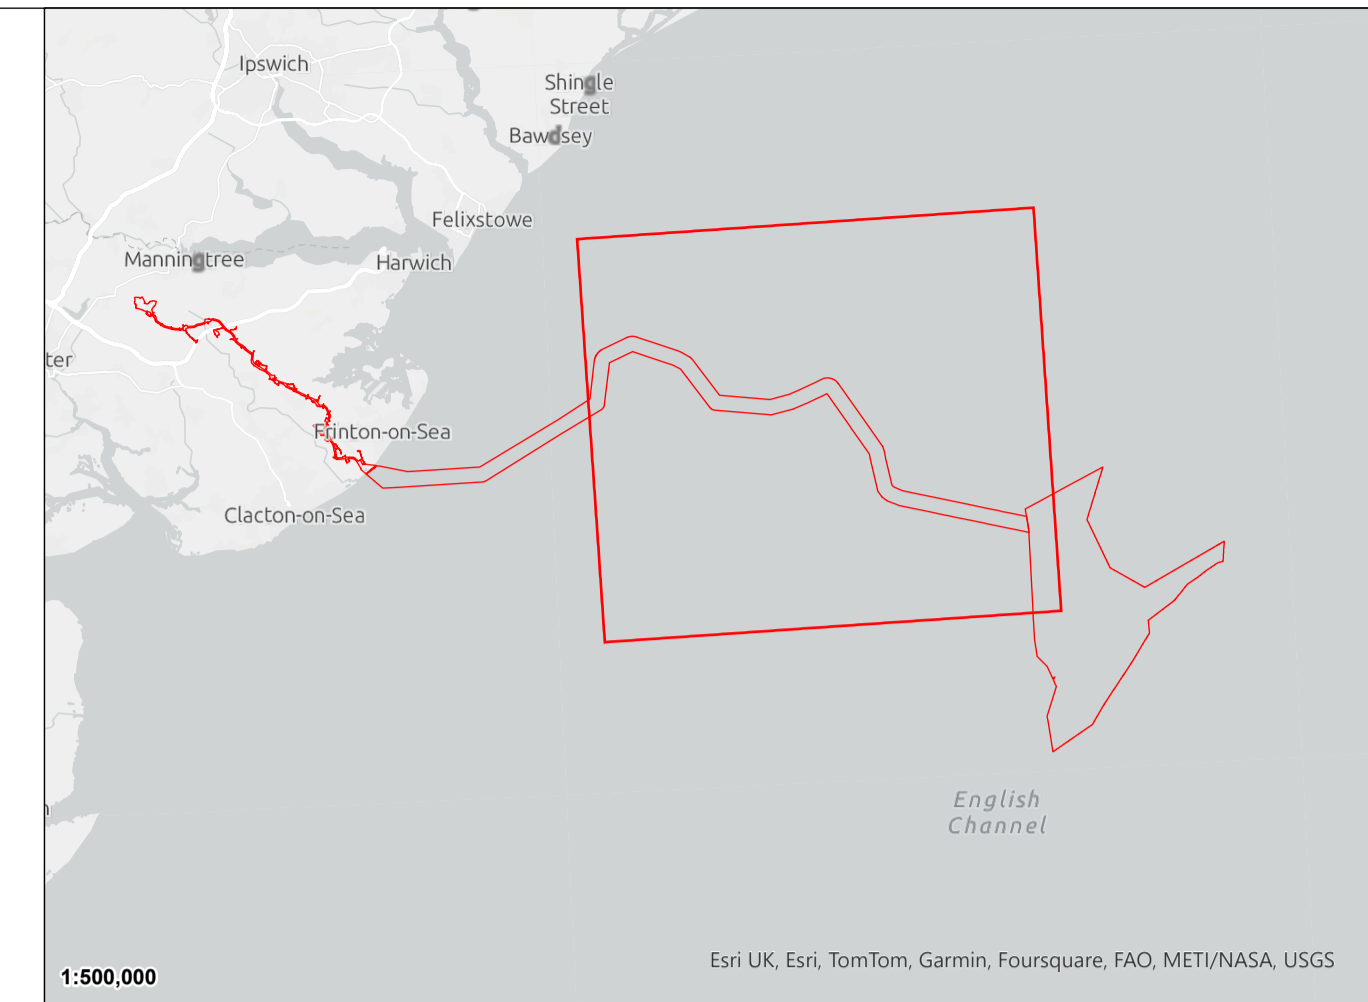 Ipswich
Shingle
Street
Bawdsey
Felixstowe
Manningtree
Harwich
ter
Frinton-on-Sea
Clacton-on-Sea
English
Channel
Esri UK, Esri, TomTom, Garmin, Foursquare, FAO, METI/NASA, USGS
1:500,000